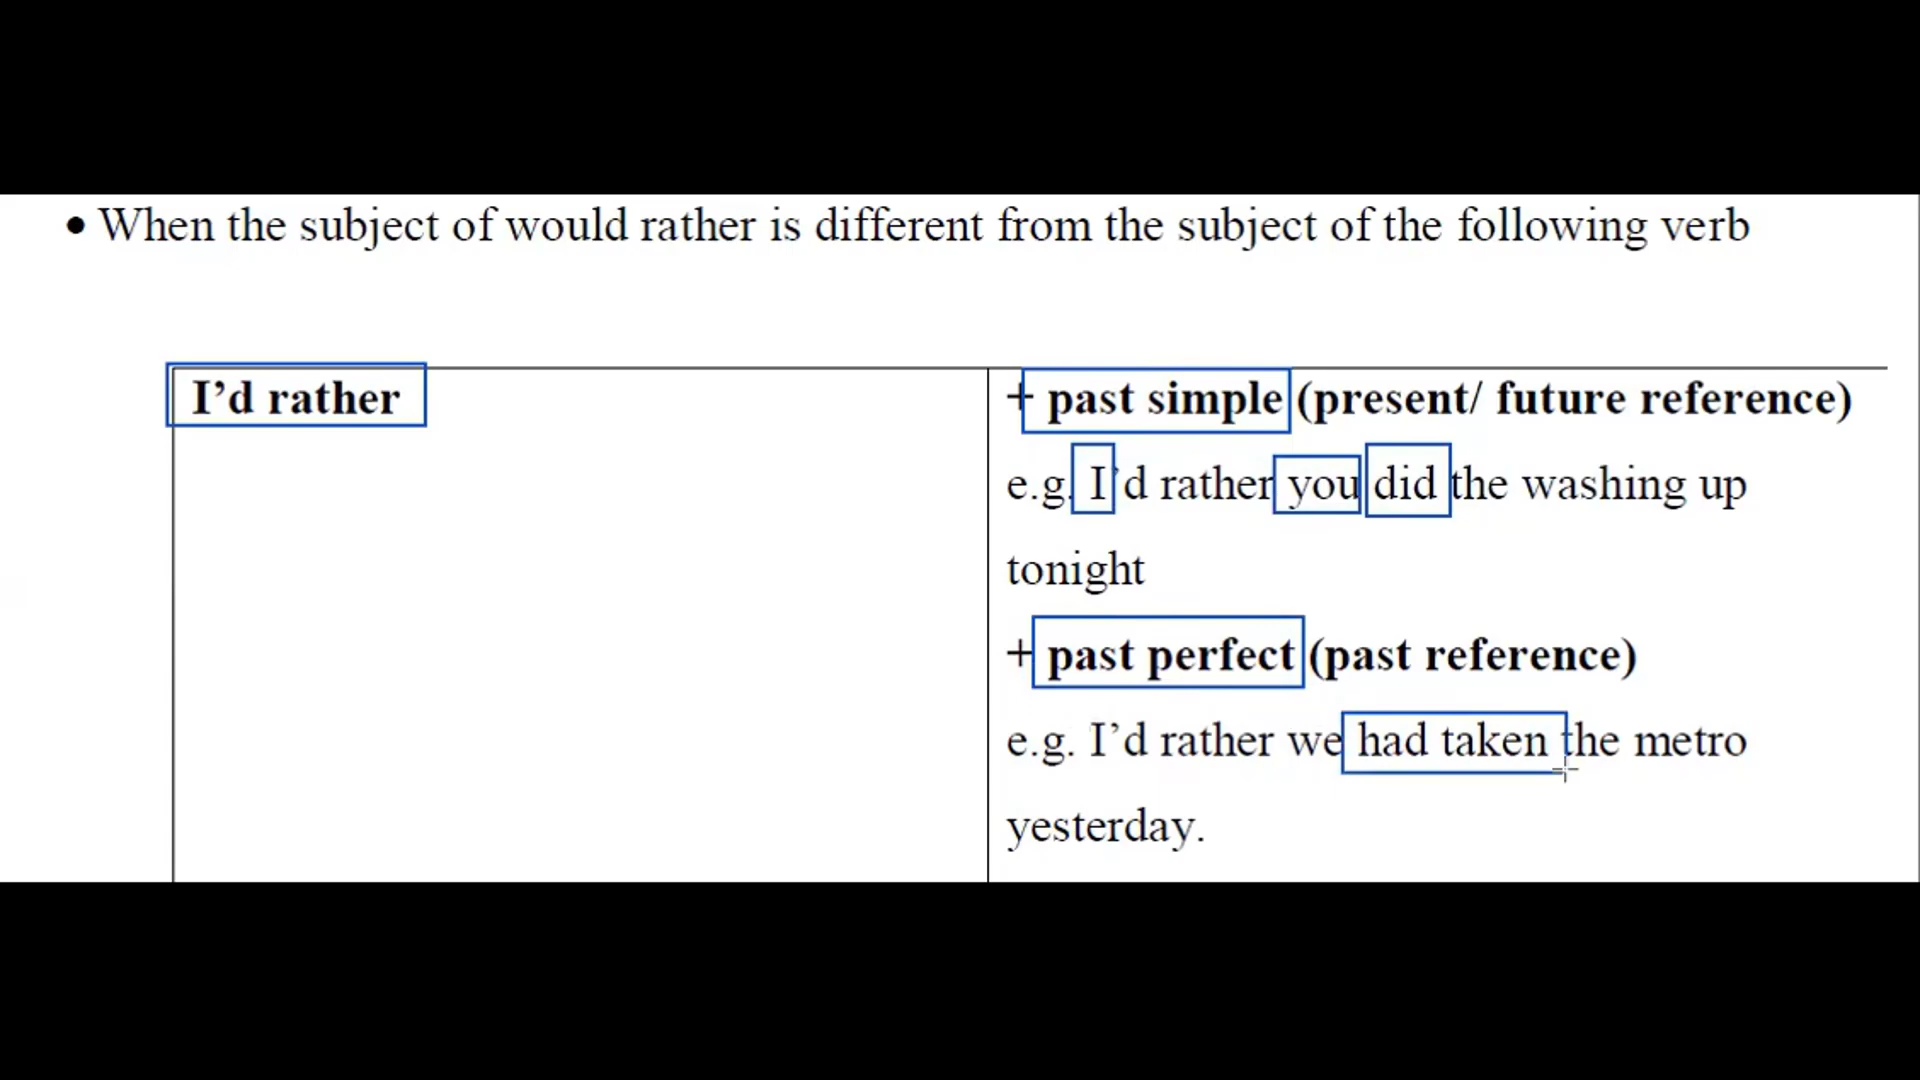 • When the subject of would rather is different from the subject of the following verb
I’d rather
+ past simple (present/ future reference)
e.g. I’d rather you did the washing up
tonight
+ past perfect (past reference)
e.g. I’d rather we had taken the metro
yesterday.